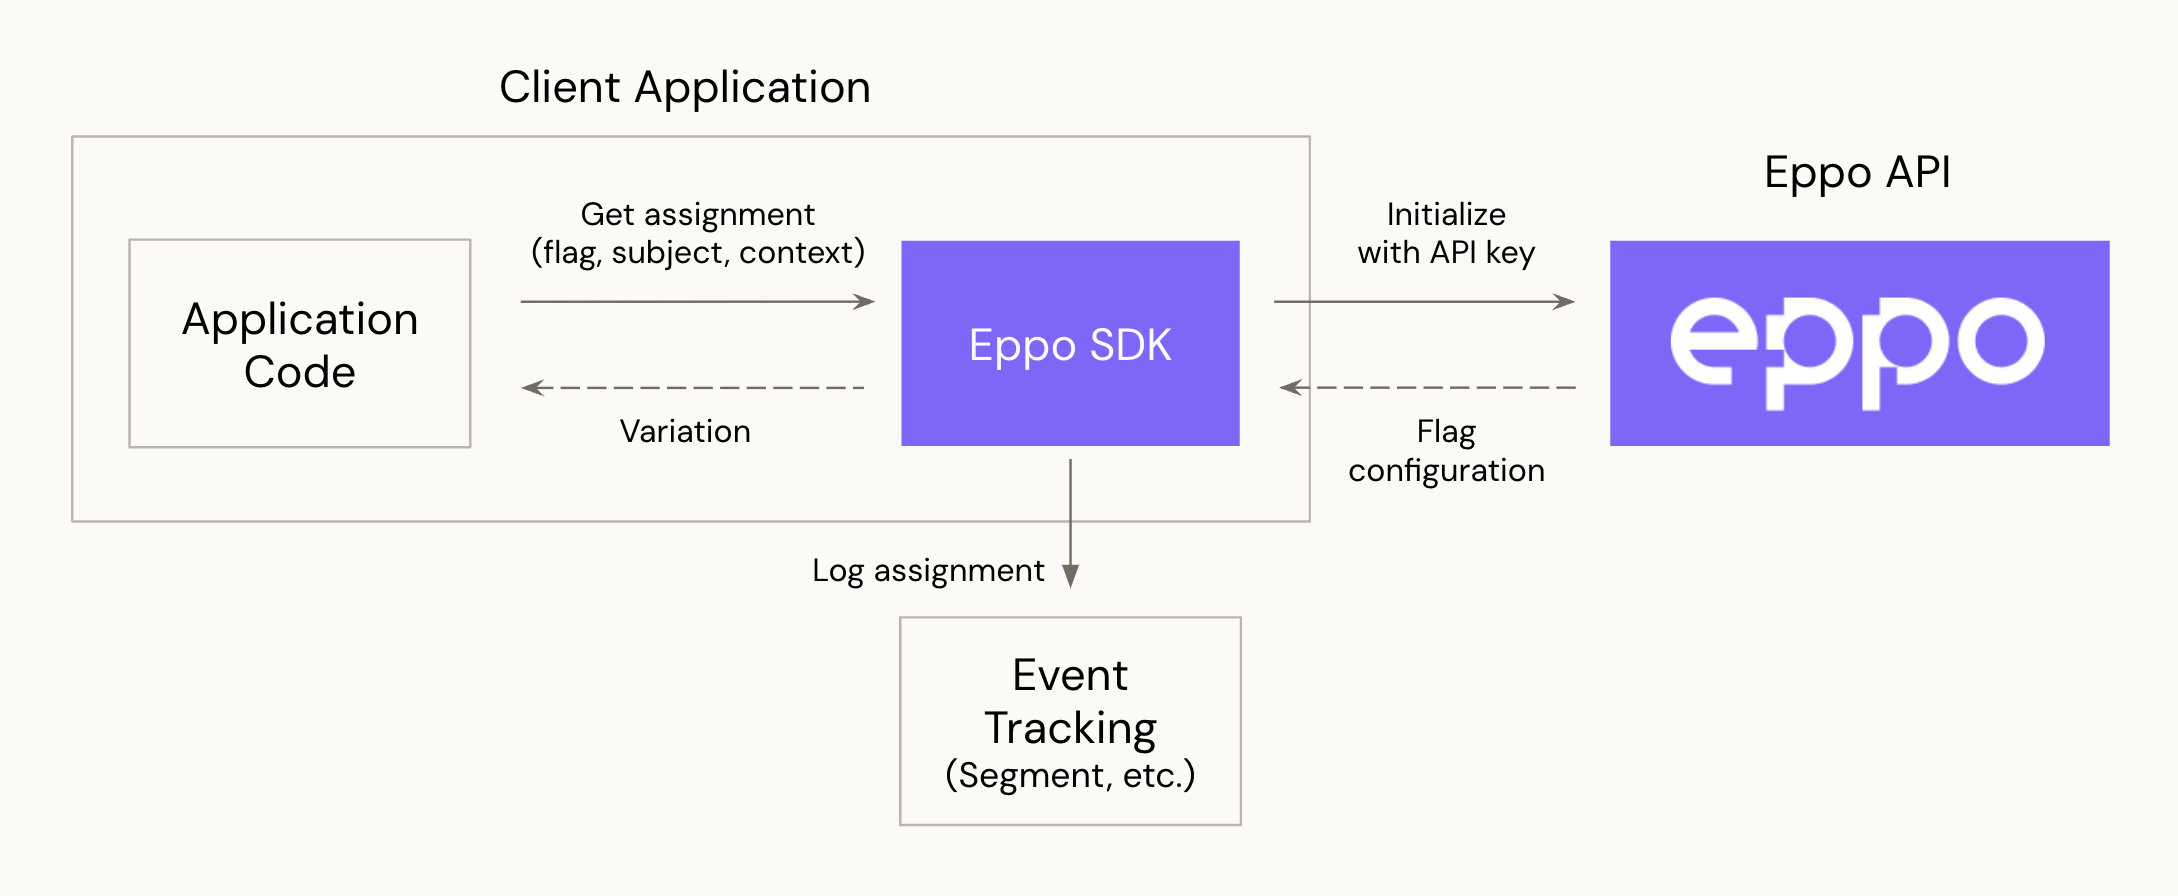 Client Application
Eppo API
Get assignment
(flag, subject, context)
Initialize
with API key
Application
Code
Eppo SDK
eppo
Variation
Flag
configuration
Log assignment
Event
Tracking
(Segment, etc.)